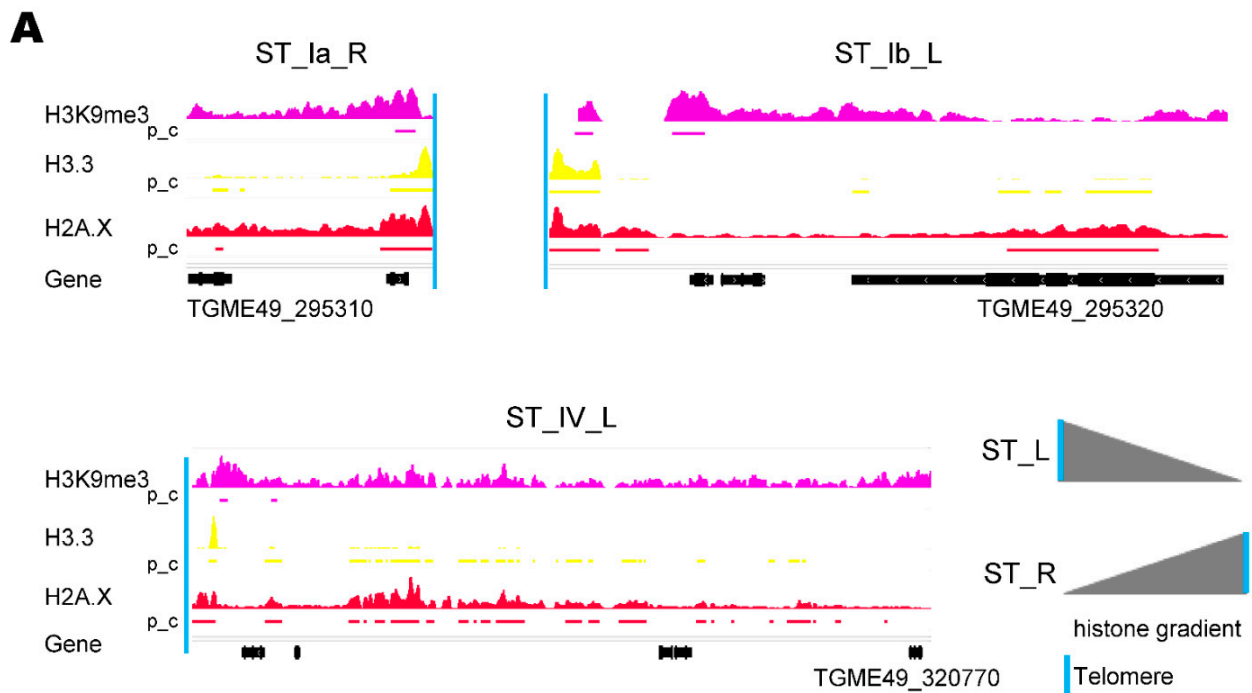 A
ST_Ia_R
ST_Ib_L
H3K9me3
p_c
H3.3
p_c
H2A.X
p_c
Gene
TGME49_295310
TGME49_295320
ST_IV_L
H3K9me3
p_c
H3.3
p_c
H2A.X
p_c
Gene
TGME49_320770
ST_L
ST_R
histone gradient
Telomere